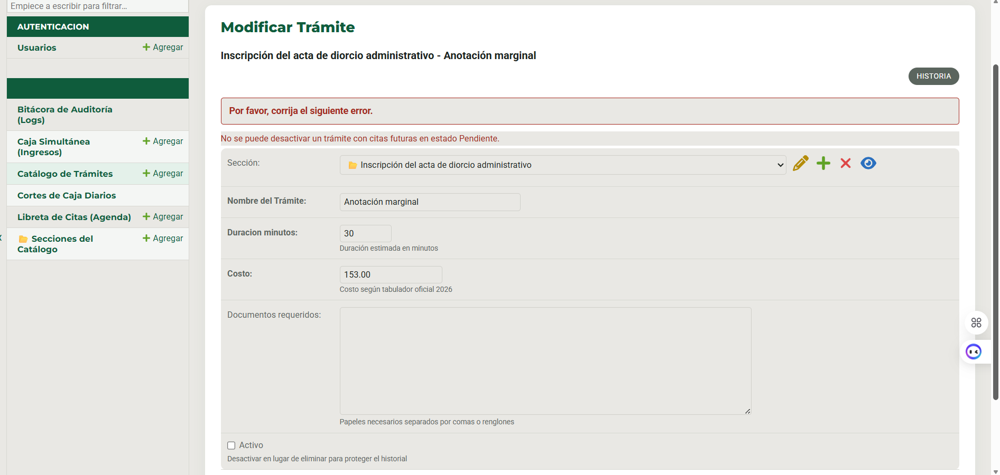 Empiece a escribir para filtrar...
AUTENTICACION
Usuarios
Agregar
Bitácora de Auditoría
(Logs)
Caja Simultánea
(Ingresos)
Agregar
Catálogo de Trámites
Agregar
Cortes de Caja Diarios
Libreta de Citas (Agenda)
Agregar
Secciones del
Catálogo
Agregar
Modificar Trámite
Inscripción del acta de diorcio administrativo - Anotación marginal
HISTORIA
Por favor, corrija el siguiente error.
No se puede desactivar un trámite con citas futuras en estado Pendiente.
Sección:
Inscripción del acta de diorcio administrativo
Nombre del Trámite:
Anotación marginal
Duracion minutos:
30
Duración estimada en minutos
Costo:
153.00
Costo según tabulador oficial 2026
Documentos requeridos:
Papeles necesarios separados por comas o renglones
Activo
Desactivar en lugar de eliminar para proteger el historial